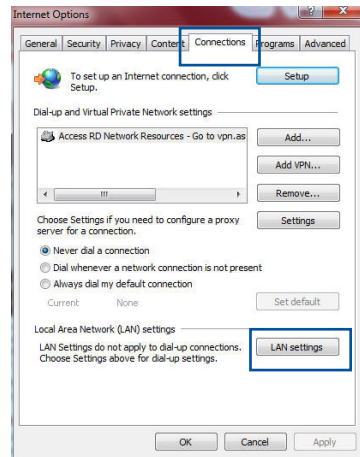 Internet Options
General Security Privacy Content Connections Programs Advanced
To set up an Internet connection, click Setup.
Setup
Dial-up and Virtual Private Network settings
Access RD Network Resources - Go to vpn.as
Add...
Add VPN...
Remove...
Choose Settings if you need to configure a proxy
server for a connection.
Settings
Never dial a connection
Dial whenever a network connection is not present
Always dial my default connection
Current None
Set default
Local Area Network (LAN) settings
LAN Settings do not apply to dial-up connections.
Choose Settings above for dial-up settings.
LAN settings
OK Cancel Apply